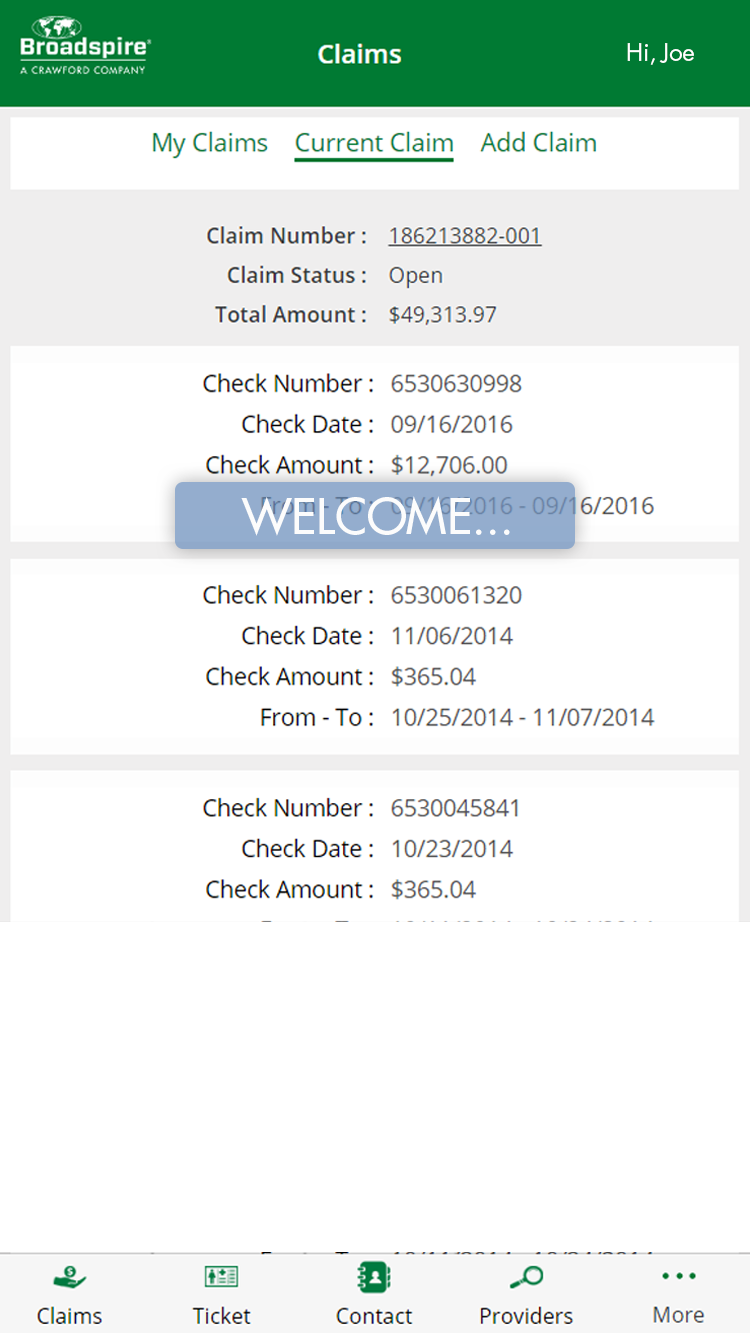 Broadspire®
A CRAWFORD COMPANY
Claims
Hi, Joe
My Claims Current Claim Add Claim
Claim Number : 186213882-001
Claim Status : Open
Total Amount : $49,313.97
Check Number : 6530630998
Check Date : 09/16/2016
Check Amount : $12,706.00
From - To : 09/16/2016 - 09/16/2016
WELCOME...
Check Number : 6530061320
Check Date : 11/06/2014
Check Amount : $365.04
From - To : 10/25/2014 - 11/07/2014
Check Number : 6530045841
Check Date : 10/23/2014
Check Amount : $365.04
Claims Ticket Contact Providers More